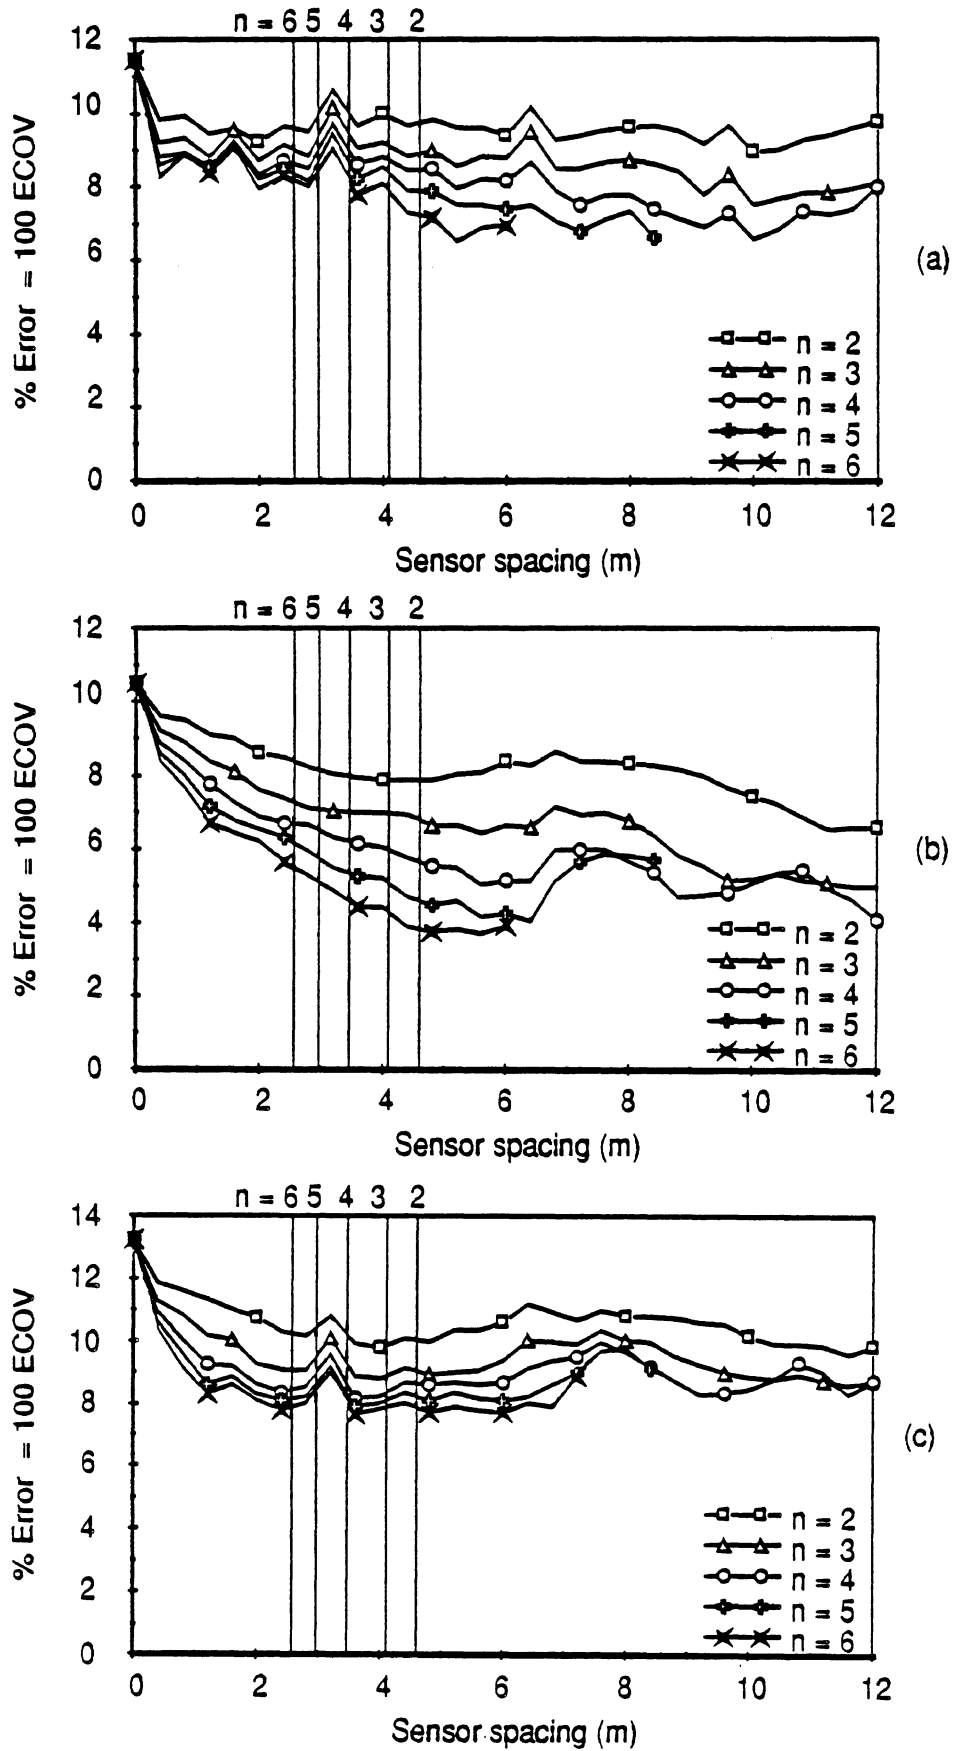 n = 6 5 4 3 2
12
10
8
6
4
2
0
% Error = 100 ECOV
(a)
n = 2
n = 3
n = 4
n = 5
n = 6
0 2 4 6 8 10 12
Sensor spacing (m)
n = 6 5 4 3 2
12
10
8
6
4
2
0
% Error = 100 ECOV
(b)
n = 2
n = 3
n = 4
n = 5
n = 6
0 2 4 6 8 10 12
Sensor spacing (m)
n = 6 5 4 3 2
14
12
10
8
6
4
2
0
% Error = 100 ECOV
(c)
n = 2
n = 3
n = 4
n = 5
n = 6
0 2 4 6 8 10 12
Sensor spacing (m)